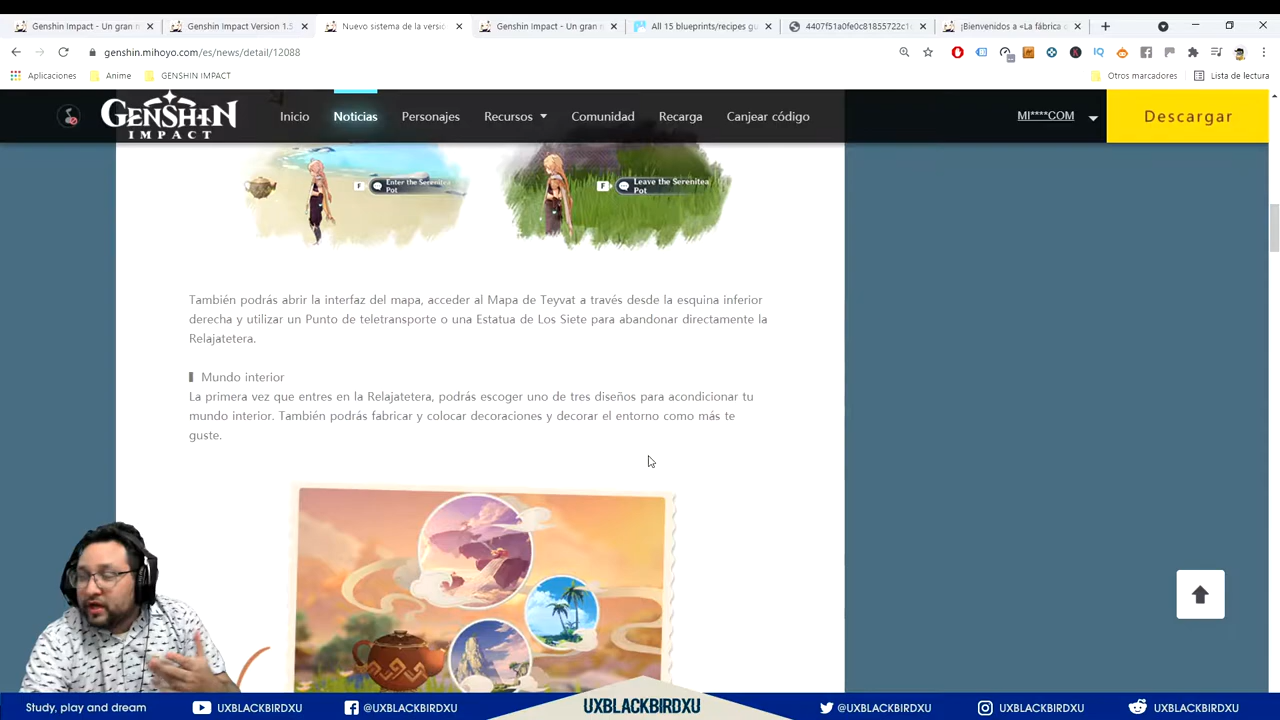 Genshin Impact - Un gran n
Genshin Impact Version 1.5
Nuevo sistema de la versió
Genshin Impact - Un gran n
All 15 blueprints/recipes gu
4407f51a0fe0c81855722c1
¡Bienvenidos a «La fábrica d
genshin.mihoyo.com/es/news/detail/12088
Aplicaciones
Anime
GENSHIN IMPACT
Otros marcadores
Lista de lectura
GENSHIN
IMPACT
Inicio
Noticias
Personajes
Recursos
Comunidad
Recarga
Canjear código
MI****COM
Descargar
F
Enter the Serenitea
Pot
F
Leave the Serenitea
Pot
También podrás abrir la interfaz del mapa, acceder al Mapa de Teyvat a través desde la esquina inferior
derecha y utilizar un Punto de teletransporte o una Estatua de Los Siete para abandonar directamente la
Relajatetera.
Mundo interior
La primera vez que entres en la Relajatetera, podrás escoger uno de tres diseños para acondicionar tu
mundo interior. También podrás fabricar y colocar decoraciones y decorar el entorno como más te
guste.
Study, play and dream
UXBLACKBIRDXU
@UXBLACKBIRDXU
UXBLACKBIRDXU
@UXBLACKBIRDXU
UXBLACKBIRDXU
UXBLACKBIRDXU